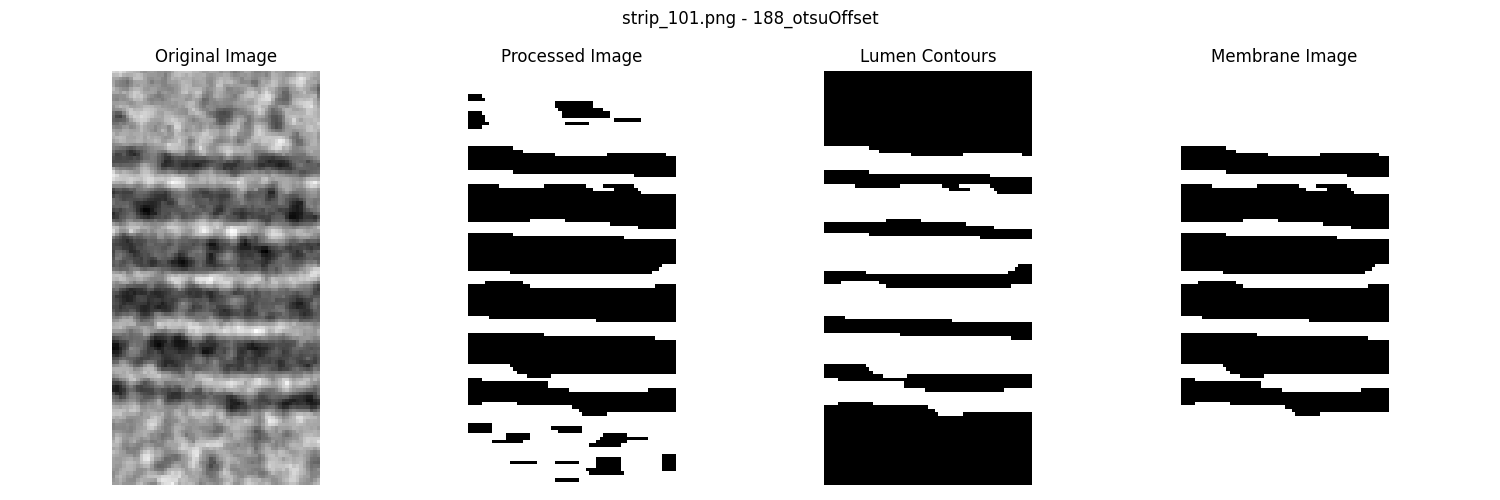 strip_101.png - 188_otsuOffset
Original Image
Processed Image
Lumen Contours
Membrane Image